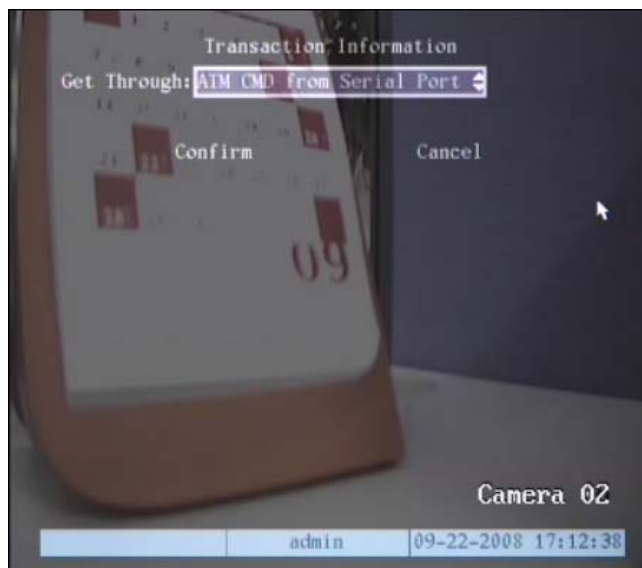 Transaction Information
Get Through: ATM CMD from Serial Port
Confirm Cancel
09
Camera 02
admin 09-22-2008 17:12:38